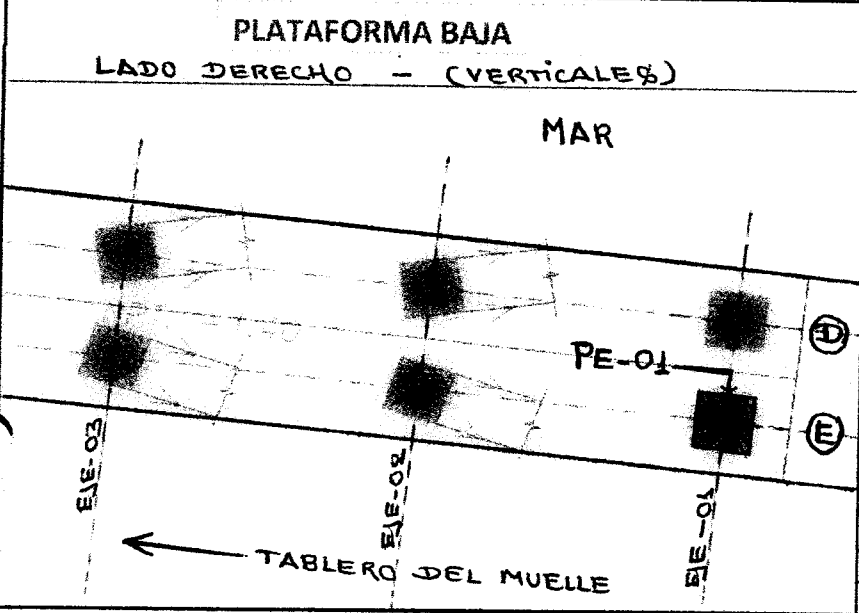 PLATAFORMA BAJA
LADO DERECHO - (VERTICALES)
MAR
D
PE-01
E
EJE-03
EJE-02
EJE-01
TABLERO DEL MUELLE